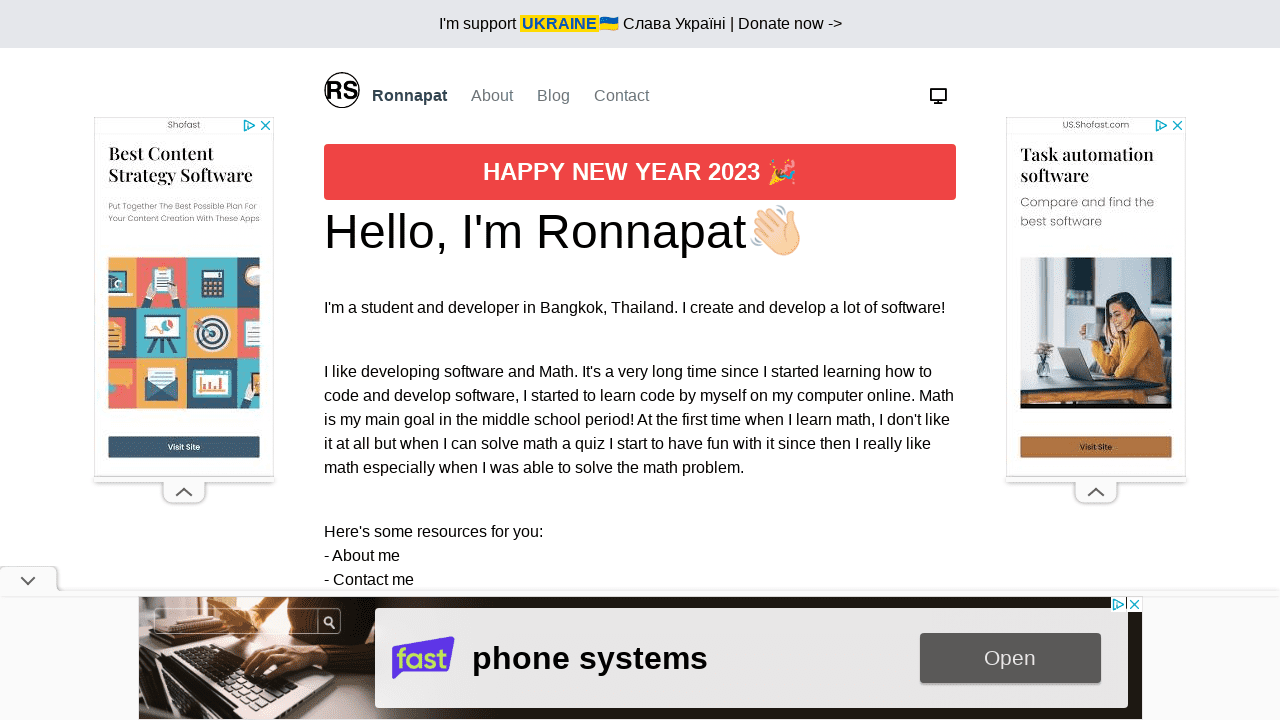 I'm support UKRAINE🇺🇦 Слава Україні | Donate now ->
RS Ronnapat About Blog Contact
HAPPY NEW YEAR 2023 🎉
Hello, I'm Ronnapat👋🏻
I'm a student and developer in Bangkok, Thailand. I create and develop a lot of software!
I like developing software and Math. It's a very long time since I started learning how to
code and develop software, I started to learn code by myself on my computer online. Math
is my main goal in the middle school period! At the first time when I learn math, I don't like
it at all but when I can solve math a quiz I start to have fun with it since then I really like
math especially when I was able to solve the math problem.
Here's some resources for you:
- About me
- Contact me
Shofast
Best Content
Strategy Software
Put Together The Best Possible Plan For
Your Content Creation With These Apps
Visit Site
US.Shofast.com
Task automation
software
Compare and find the
best software
Visit Site
fast
phone systems
Open